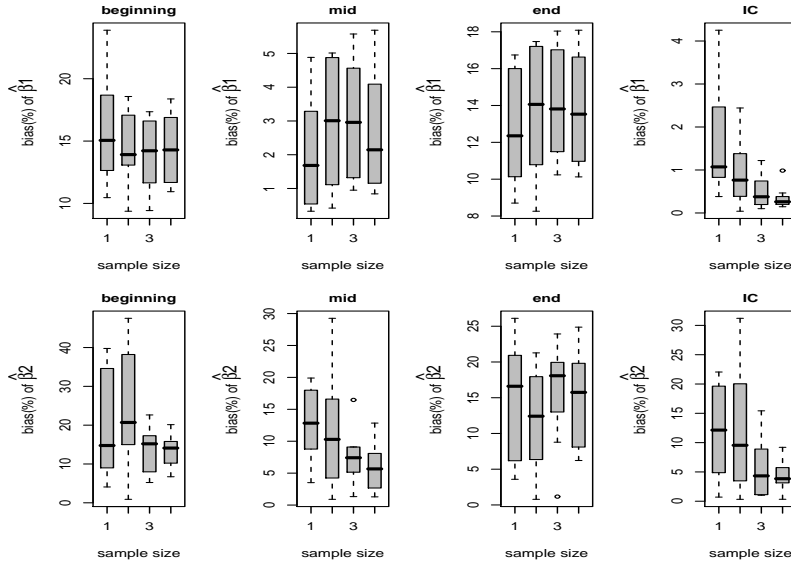 beginning
bias(%) of β̂1
10 15 20
1 3
sample size
mid
bias(%) of β̂1
1 2 3 4 5
1 3
sample size
end
bias(%) of β̂1
8 10 12 14 16 18
1 3
sample size
IC
bias(%) of β̂1
0 1 2 3 4
1 3
sample size
beginning
bias(%) of β̂2
0 10 20 30 40
1 3
sample size
mid
bias(%) of β̂2
0 5 10 15 20 25 30
1 3
sample size
end
bias(%) of β̂2
0 5 10 15 20 25
1 3
sample size
IC
bias(%) of β̂2
0 5 10 15 20 25 30
1 3
sample size